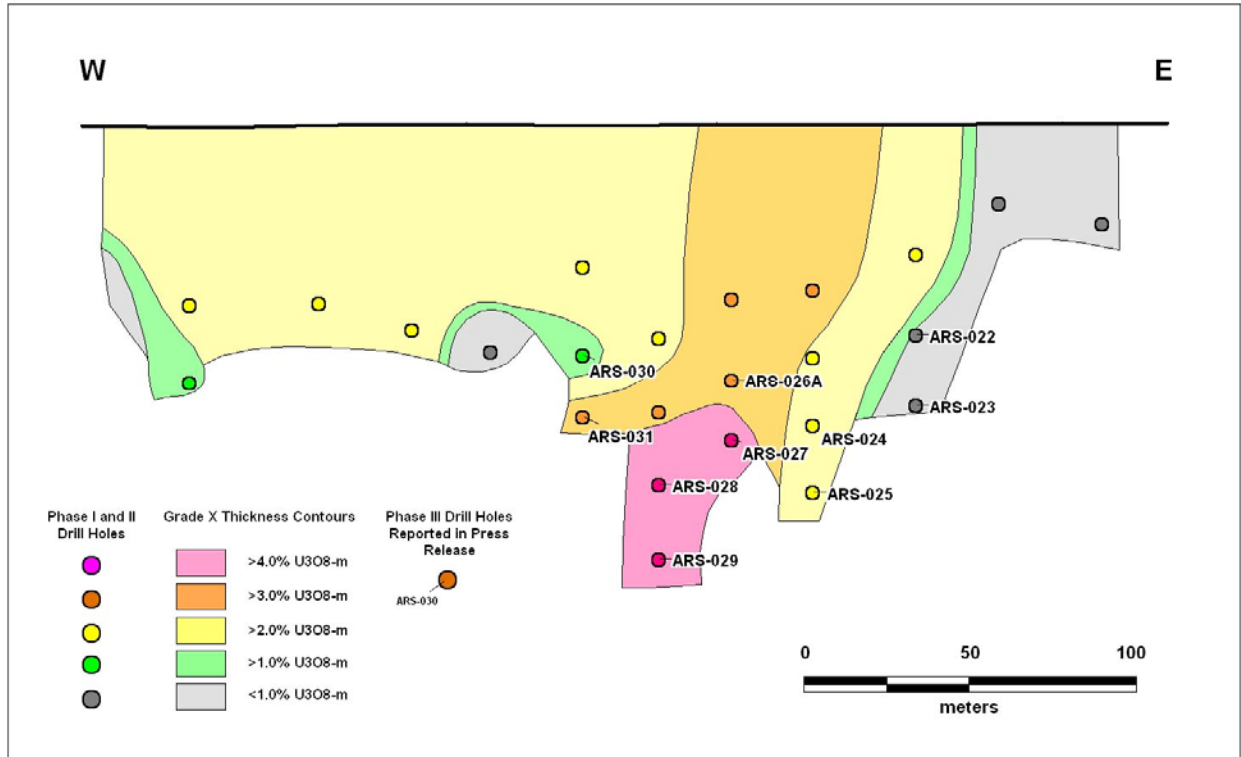 W
E
ARS-022
ARS-030
ARS-026A
ARS-023
ARS-031
ARS-024
ARS-027
ARS-028
ARS-025
ARS-029
Phase I and II
Drill Holes
Grade X Thickness Contours
>4.0% U3O8-m
>3.0% U3O8-m
>2.0% U3O8-m
>1.0% U3O8-m
<1.0% U3O8-m
Phase III Drill Holes
Reported in Press
Release
ARS-030
0 50 100
meters